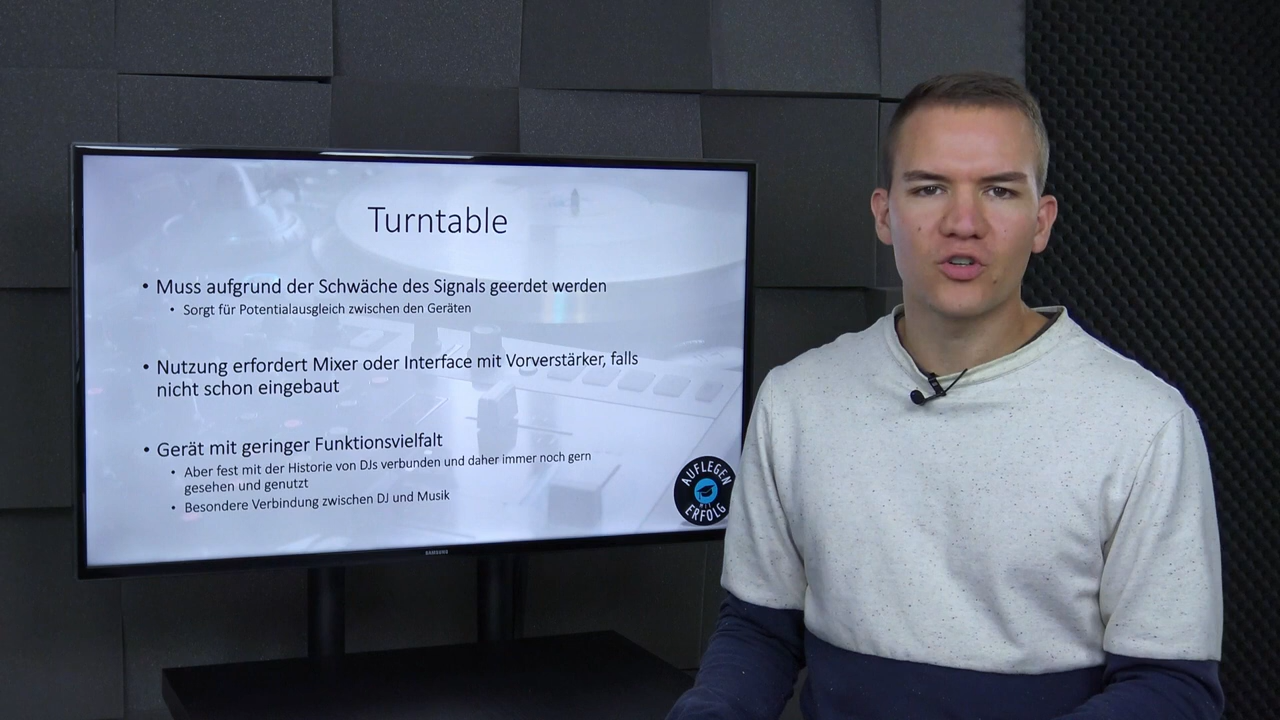 Turntable
• Muss aufgrund der Schwäche des Signals geerdet werden
• Sorgt für Potentialausgleich zwischen den Geräten
• Nutzung erfordert Mixer oder Interface mit Vorverstärker, falls
nicht schon eingebaut
• Gerät mit geringer Funktionsvielfalt
• Aber fest mit der Historie von DJs verbunden und daher immer noch gern
gesehen und genutzt
• Besondere Verbindung zwischen DJ und Musik
AUFLEGEN
MIT
ERFOLG
SAMSUNG